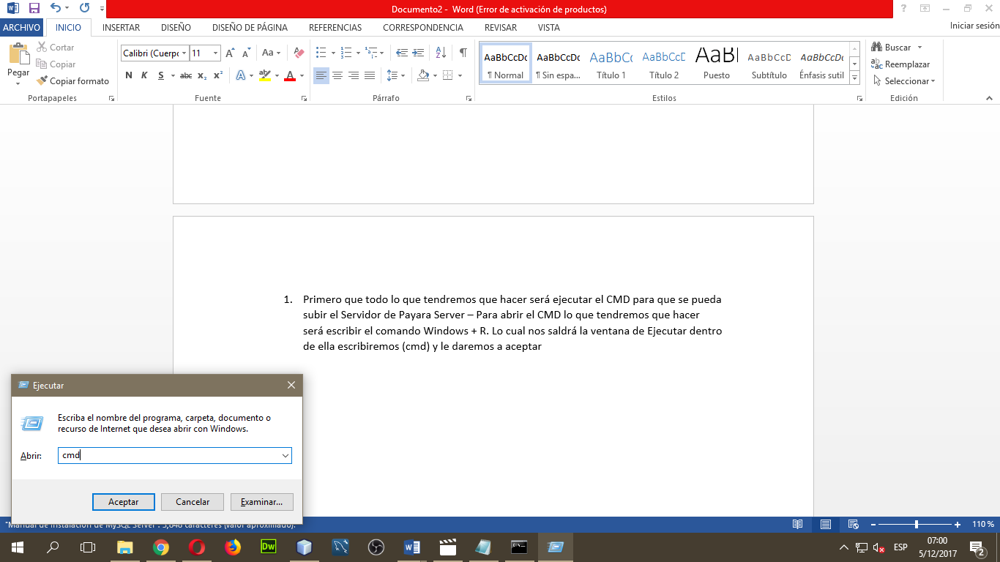 Documento2 - Word (Error de activación de productos)
ARCHIVO INICIO INSERTAR DISEÑO DISEÑO DE PÁGINA REFERENCIAS CORRESPONDENCIA REVISAR VISTA Iniciar sesión
Pegar
Cortar
Copiar
Copiar formato
Portapapeles
Calibri (Cuerpo 11
Aa
N K S abc x₂ x²
Fuente
Párrafo
AaBbCcDc AaBbCcDc AaBbCc AaBbCcD AaB AaBbCcD AaBbCcDc
¶ Normal ¶ Sin espa... Título 1 Título 2 Puesto Subtítulo Énfasis sutil
Estilos
Buscar
Reemplazar
Seleccionar
Edición
1. Primero que todo lo que tendremos que hacer será ejecutar el CMD para que se pueda
subir el Servidor de Payara Server – Para abrir el CMD lo que tendremos que hacer
será escribir el comando Windows + R. Lo cual nos saldrá la ventana de Ejecutar dentro
de ella escribiremos (cmd) y le daremos a aceptar
Ejecutar
Escriba el nombre del programa, carpeta, documento o
recurso de Internet que desea abrir con Windows.
Abrir: cmd
Aceptar Cancelar Examinar...
"Manual de Instalación de MySQL Server": 5,848 caracteres (valor aproximado).
110 %
Dw
ESP
07:00
5/12/2017
2